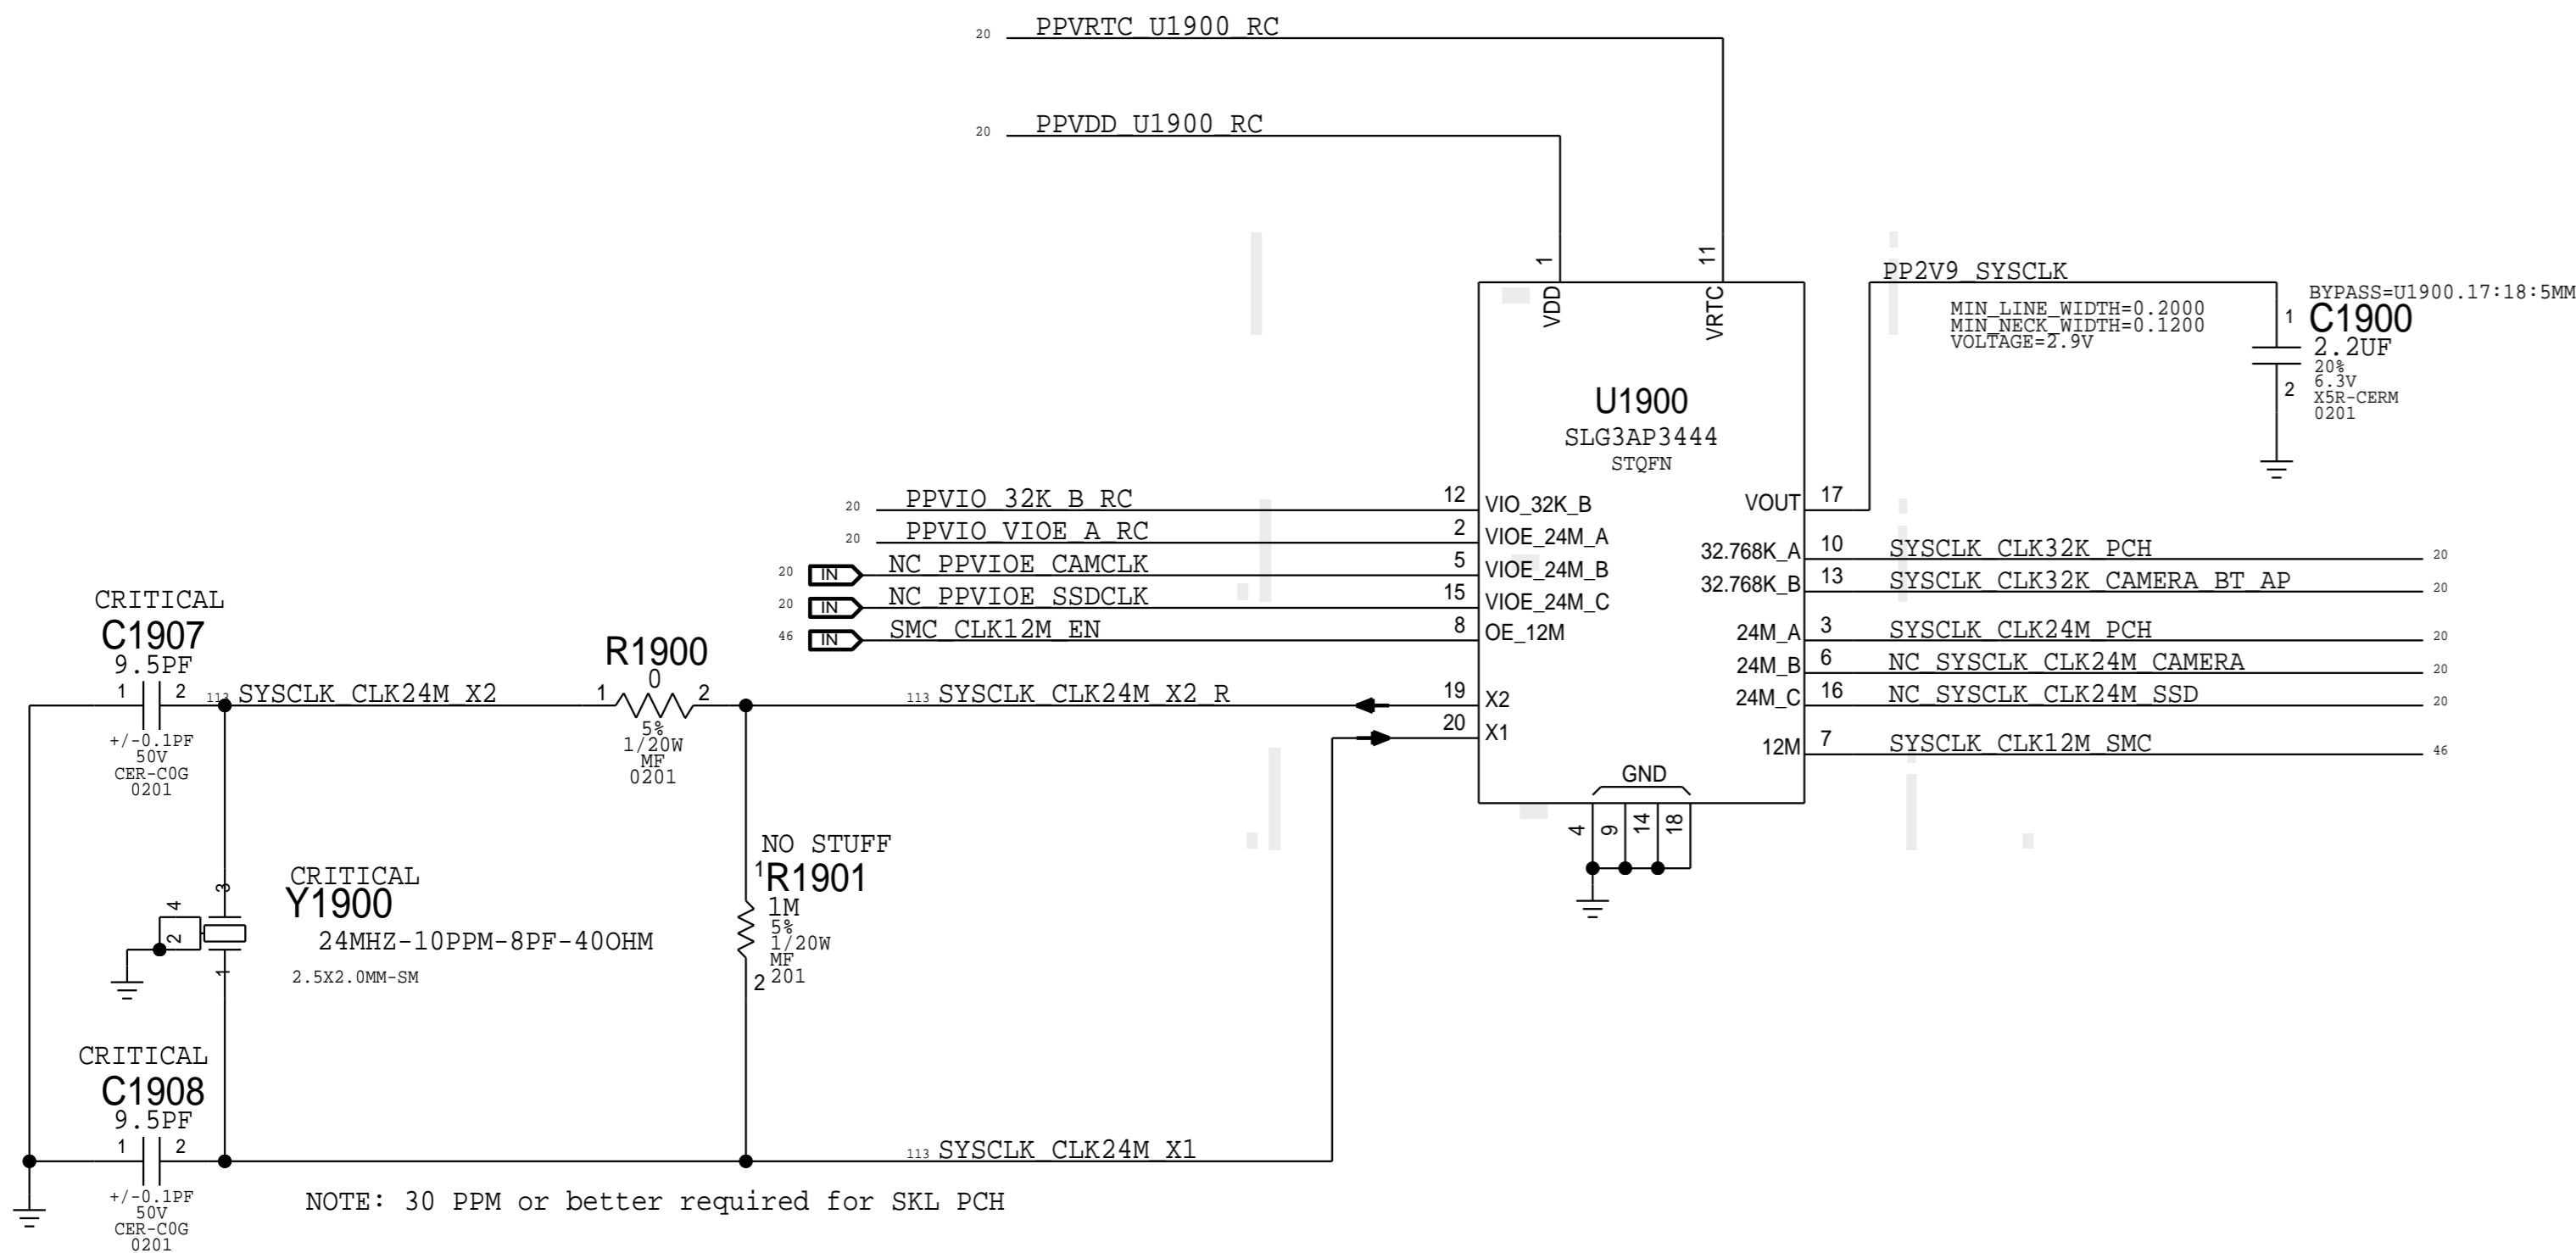 20 PPVRTC_U1900_RC
20 PPVDD_U1900_RC
1
11
VDD
VRTC
PP2V9_SYSCLK
MIN_LINE_WIDTH=0.2000
MIN_NECK_WIDTH=0.1200
VOLTAGE=2.9V
BYPASS=U1900.17:18:5MM
1 C1900
2.2UF
20%
6.3V
2 X5R-CERM
0201
U1900
SLG3AP3444
STQFN
20 PPVIO_32K_B_RC 12 VIO_32K_B
20 PPVIO_VIOE_A_RC 2 VIOE_24M_A
20 IN NC_PPVIOE_CAMCLK 5 VIOE_24M_B
20 IN NC_PPVIOE_SSDCLK 15 VIOE_24M_C
46 IN SMC_CLK12M_EN 8 OE_12M
VOUT 17
32.768K_A 10 SYSCLK_CLK32K_PCH 20
32.768K_B 13 SYSCLK_CLK32K_CAMERA_BT_AP 20
24M_A 3 SYSCLK_CLK24M_PCH 20
24M_B 6 NC_SYSCLK_CLK24M_CAMERA 20
24M_C 16 NC_SYSCLK_CLK24M_SSD 20
12M 7 SYSCLK_CLK12M_SMC 46
CRITICAL
C1907
9.5PF
1 2
+/-0.1PF
50V
CER-C0G
0201
113 SYSCLK_CLK24M_X2
R1900
0
1 2
5%
1/20W
MF
0201
113 SYSCLK_CLK24M_X2_R 19 X2
20 X1
GND
4 9 14 18
NO STUFF
1 R1901
1M
5%
1/20W
MF
2 201
CRITICAL
Y1900
24MHZ-10PPM-8PF-40OHM
2.5X2.0MM-SM
3
4
2
1
CRITICAL
C1908
9.5PF
1 2
+/-0.1PF
50V
CER-C0G
0201
113 SYSCLK_CLK24M_X1
NOTE: 30 PPM or better required for SKL PCH